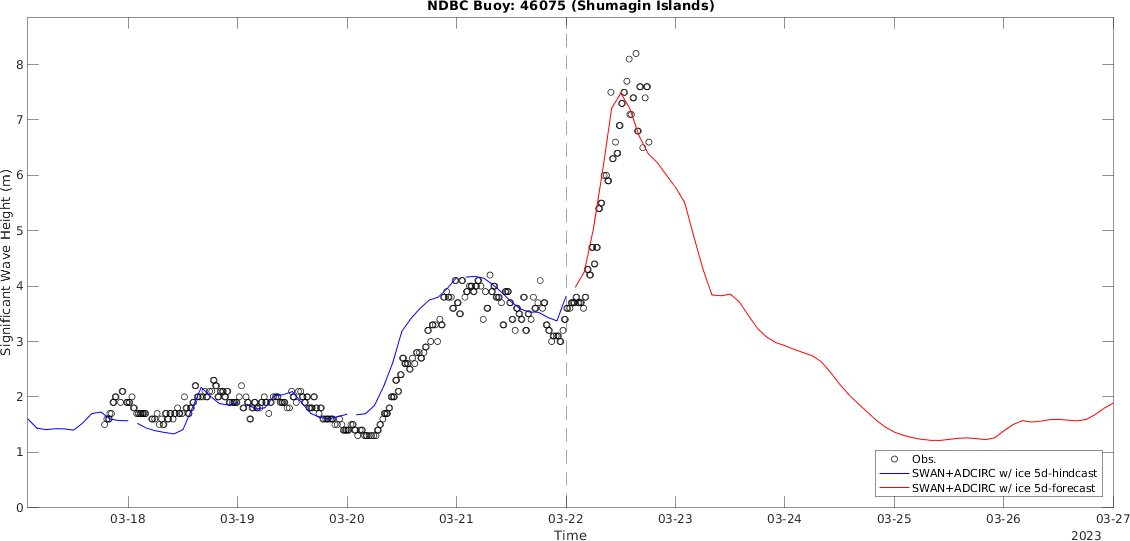 NDBC Buoy: 46075 (Shumagin Islands)
Significant Wave Height (m)
8
7
6
5
4
3
2
1
0
Obs.
SWAN+ADCIRC w/ ice 5d-hindcast
SWAN+ADCIRC w/ ice 5d-forecast
03-18 03-19 03-20 03-21 03-22 03-23 03-24 03-25 03-26 03-27
Time
2023